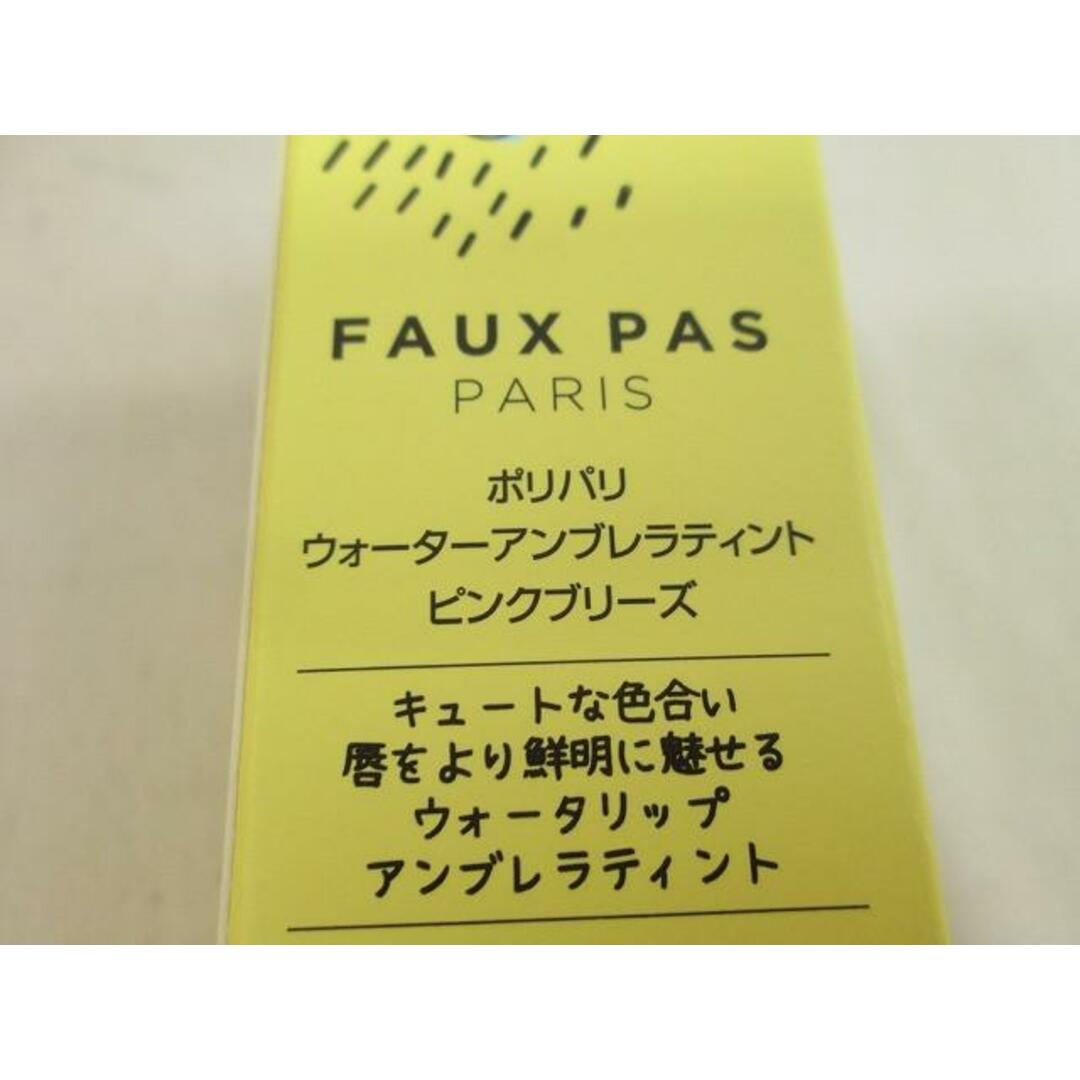 FAUX PAS
PARIS
ポリパリ
ウォーターアンブレラティント
ピンクブリーズ
キュートな色合い
唇をより鮮明に魅せる
ウォータリップ
アンブレラティント